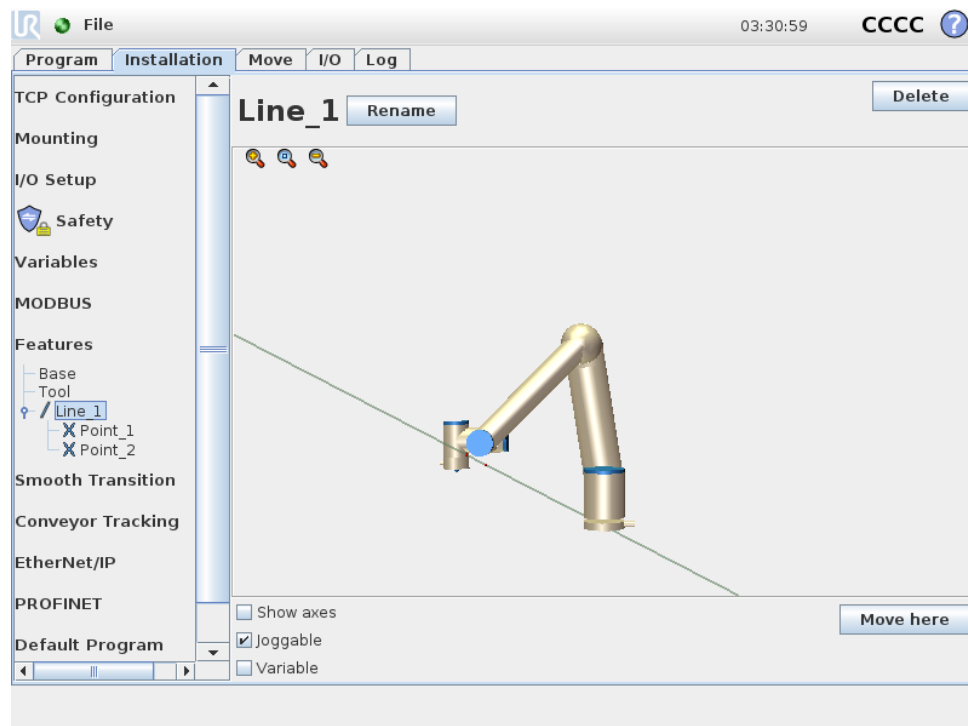 UR File 03:30:59 CCCC ?
Program Installation Move I/O Log
TCP Configuration
Mounting
I/O Setup
Safety
Variables
MODBUS
Features
Base
Tool
Line_1
Point_1
Point_2
Smooth Transition
Conveyor Tracking
EtherNet/IP
PROFINET
Default Program
Line_1 Rename Delete
Show axes
Joggable
Variable
Move here